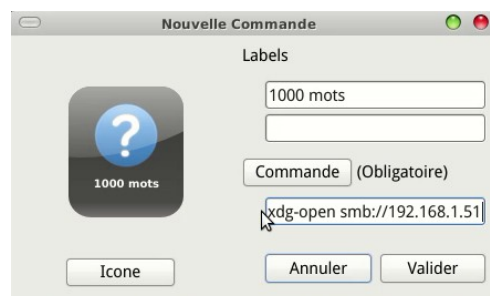 Nouvelle Commande
Labels
1000 mots
1000 mots
Commande (Obligatoire)
xdg-open smb://192.168.1.51
Icone
Annuler
Valider